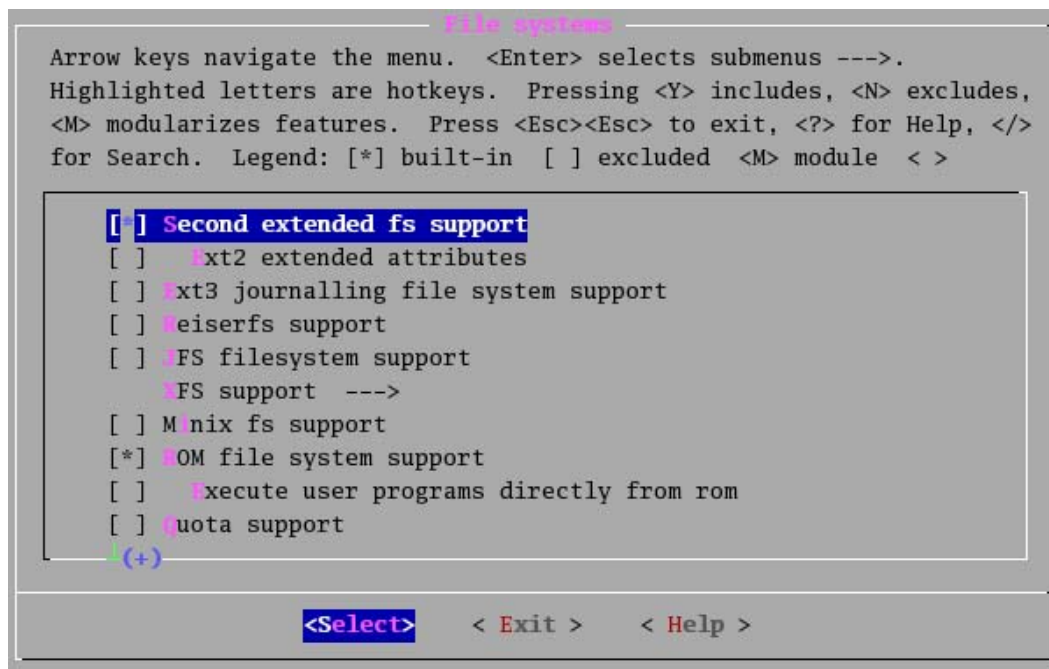 File systems
Arrow keys navigate the menu.  <Enter> selects submenus --->.
Highlighted letters are hotkeys.  Pressing <Y> includes, <N> excludes,
<M> modularizes features.  Press <Esc><Esc> to exit, <?> for Help, </>
for Search.  Legend: [*] built-in  [ ] excluded  <M> module  < >
[*] Second extended fs support
[ ]   Ext2 extended attributes
[ ] Ext3 journalling file system support
[ ] Reiserfs support
[ ] JFS filesystem support
XFS support  --->
[ ] Minix fs support
[*] ROM file system support
[ ]   Execute user programs directly from rom
[ ] Quota support
(+)
<Select>    < Exit >    < Help >